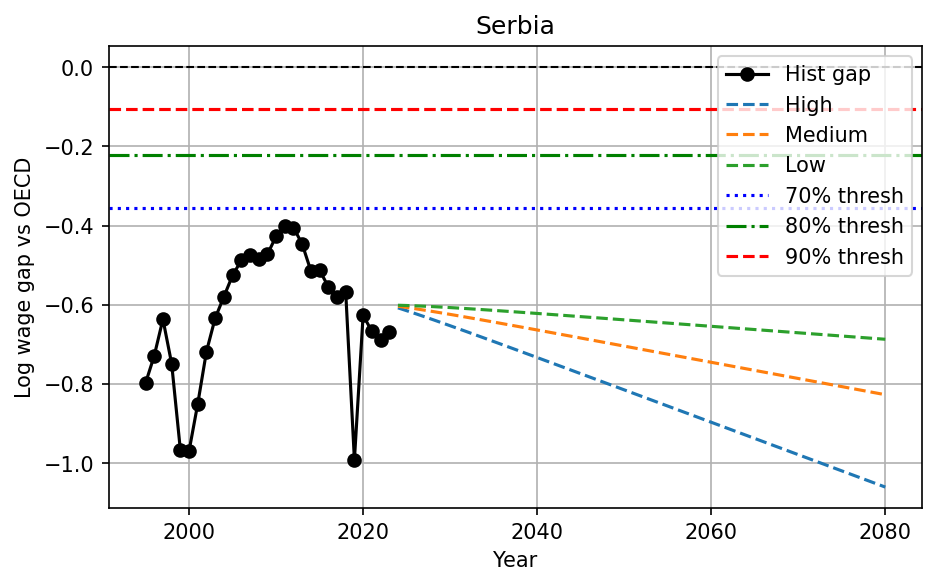 Serbia
0.0
−0.2
−0.4
−0.6
−0.8
−1.0
Log wage gap vs OECD
Hist gap
High
Medium
Low
70% thresh
80% thresh
90% thresh
2000
2020
2040
2060
2080
Year